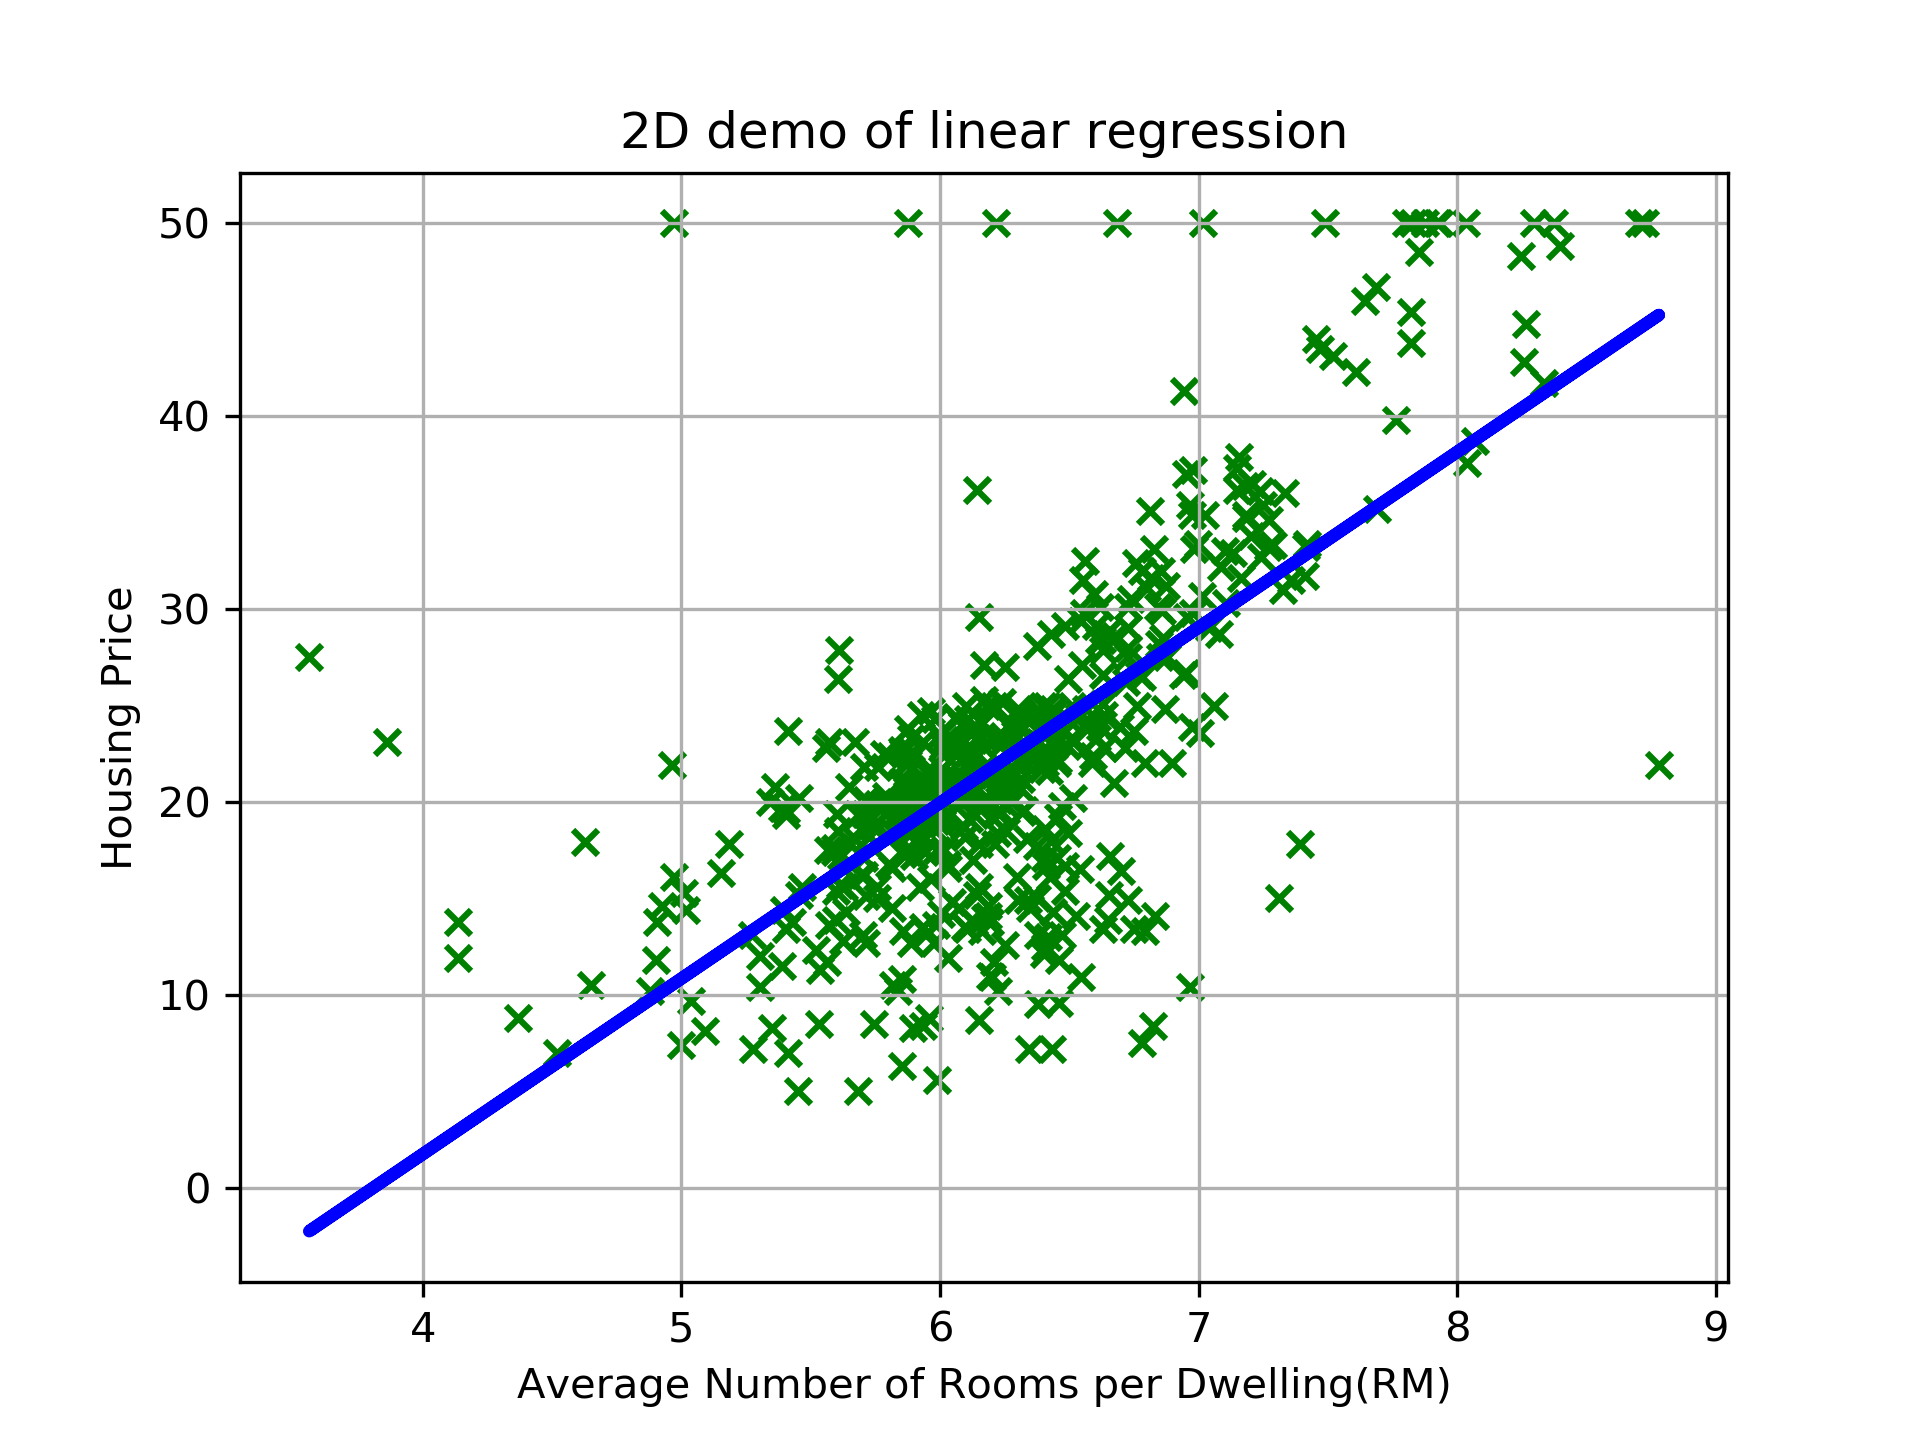 2D demo of linear regression
50
40
30
20
10
0
Housing Price
4 5 6 7 8 9
Average Number of Rooms per Dwelling(RM)